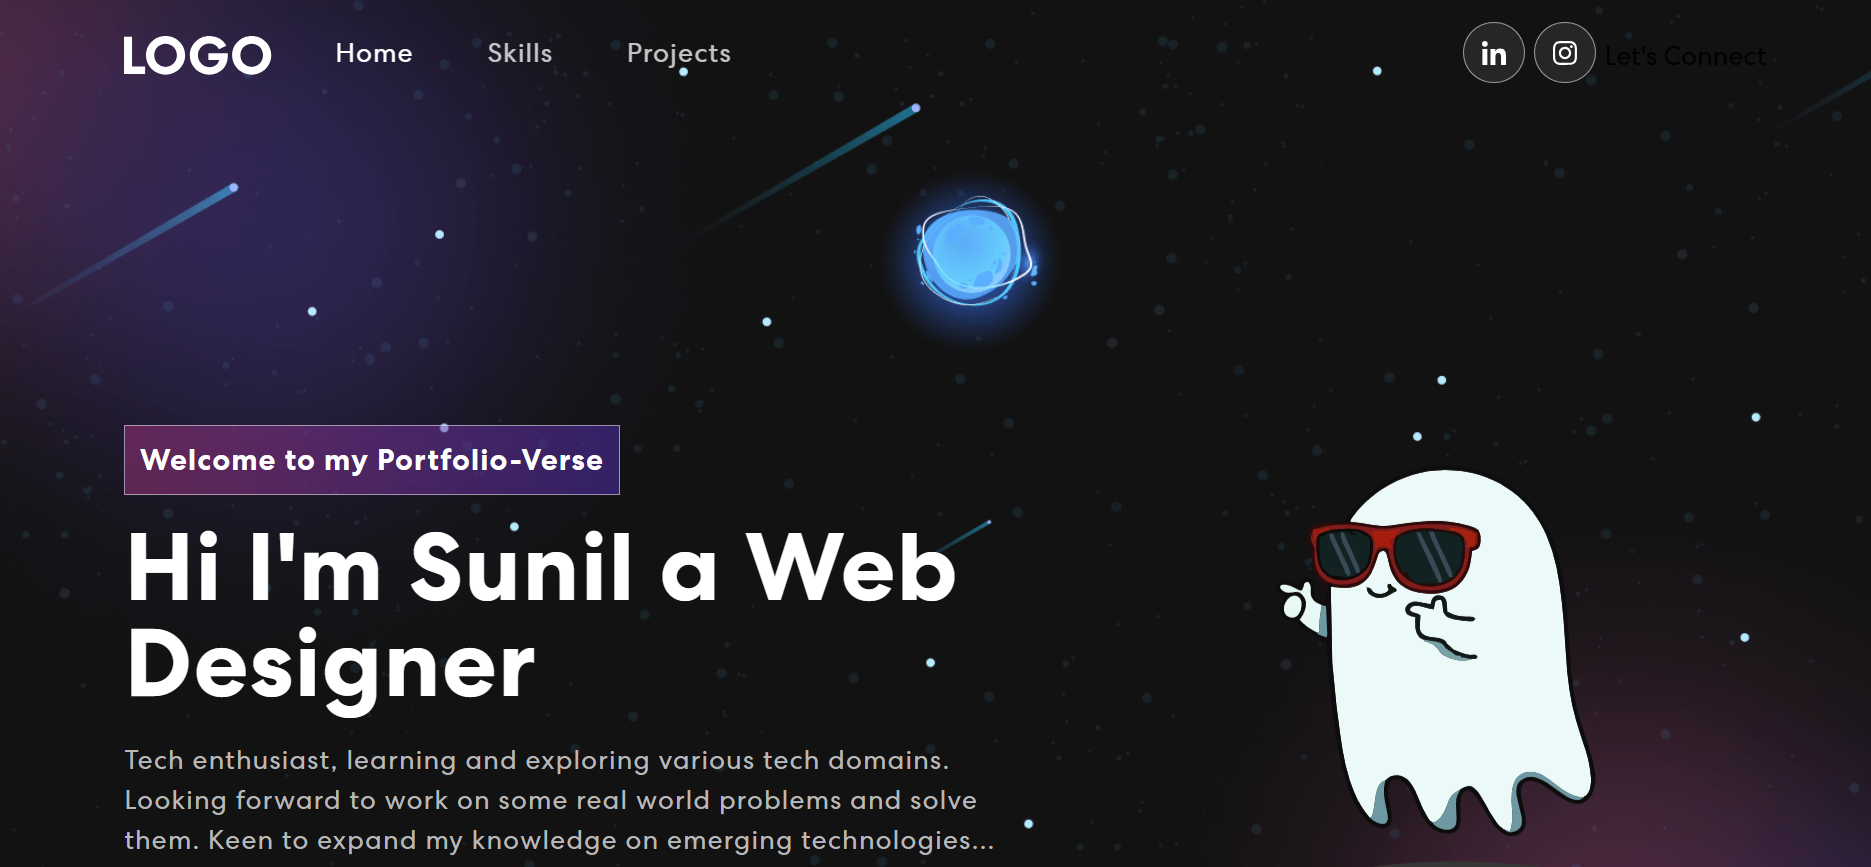 LOGO Home Skills Projects in Let's Connect
Welcome to my Portfolio-Verse
Hi I'm Sunil a Web
Designer
Tech enthusiast, learning and exploring various tech domains.
Looking forward to work on some real world problems and solve
them. Keen to expand my knowledge on emerging technologies...